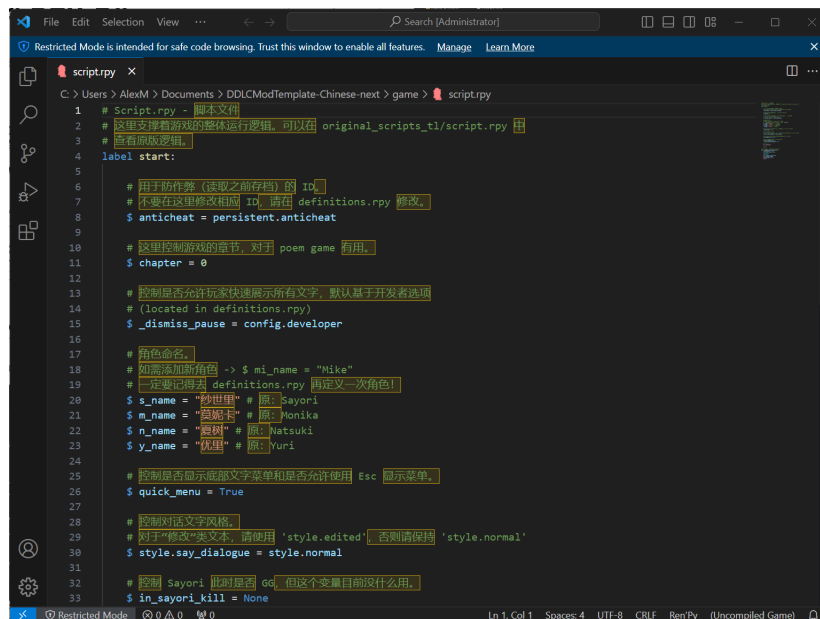 File Edit Selection View ··· Search [Administrator]
Restricted Mode is intended for safe code browsing. Trust this window to enable all features. Manage Learn More
script.rpy
C: > Users > AlexM > Documents > DDLCModTemplate-Chinese-next > game > script.rpy
1 # Script.rpy - 脚本文件
2 # 这里支撑着游戏的整体运行逻辑。可以在 original_scripts_tl/script.rpy 中
3 # 查看原版逻辑。
4 label start:
5
6 # 用于防作弊（读取之前存档）的 ID。
7 # 不要在这里修改相应 ID，请在 definitions.rpy 修改。
8 $ anticheat = persistent.anticheat
9
10 # 这里控制游戏的章节，对于 poem game 有用。
11 $ chapter = 0
12
13 # 控制是否允许玩家快速展示所有文字，默认基于开发者选项
14 # (located in definitions.rpy)
15 $ _dismiss_pause = config.developer
16
17 # 角色命名。
18 # 如需添加新角色 -> $ mi_name = "Mike"
19 # 一定要记得去 definitions.rpy 再定义一次角色！
20 $ s_name = "纱世里" # 原：Sayori
21 $ m_name = "莫妮卡" # 原：Monika
22 $ n_name = "夏树" # 原：Natsuki
23 $ y_name = "优里" # 原：Yuri
24
25 # 控制是否显示底部文字菜单和是否允许使用 Esc 显示菜单。
26 $ quick_menu = True
27
28 # 控制对话文字风格。
29 # 对于“修改”类文本，请使用 'style.edited'，否则请保持 'style.normal'
30 $ style.say_dialogue = style.normal
31
32 # 控制 Sayori 此时是否 GG，但这个变量目前没什么用。
33 $ in_sayori_kill = None
Restricted Mode 0 0 0 Ln 1, Col 1 Spaces: 4 UTF-8 CRLF Ren'Py (Uncompiled Game)